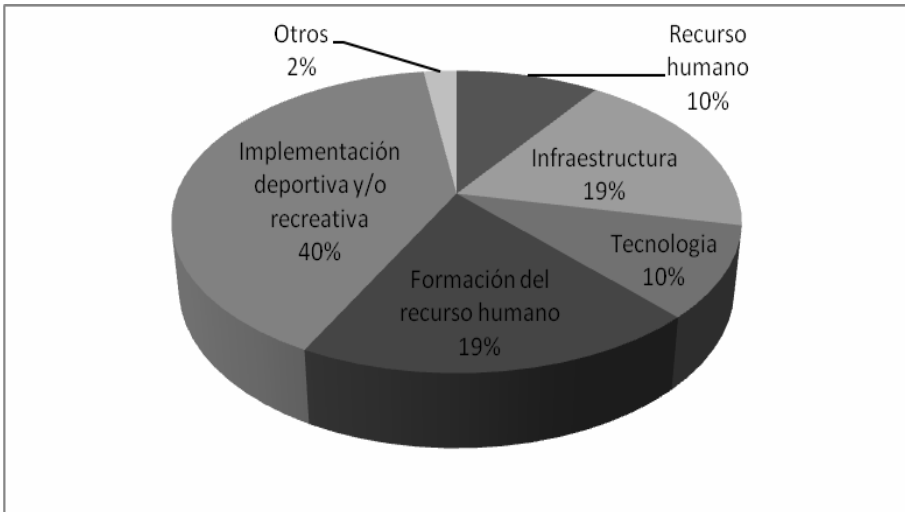 Otros
2%
Recurso
humano
10%
Infraestructura
19%
Tecnologia
10%
Formación del
recurso humano
19%
Implementación
deportiva y/o
recreativa
40%